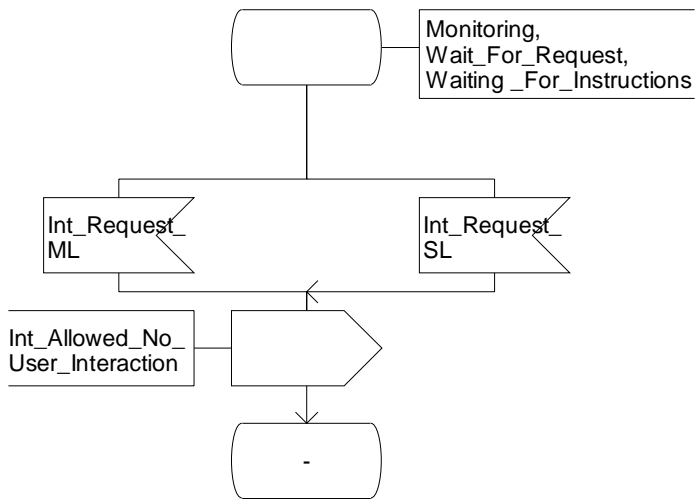 Monitoring,
Wait_For_Request,
Waiting _For_Instructions
Int_Request_
ML
Int_Request_
SL
Int_Allowed_No_
User_Interaction
-